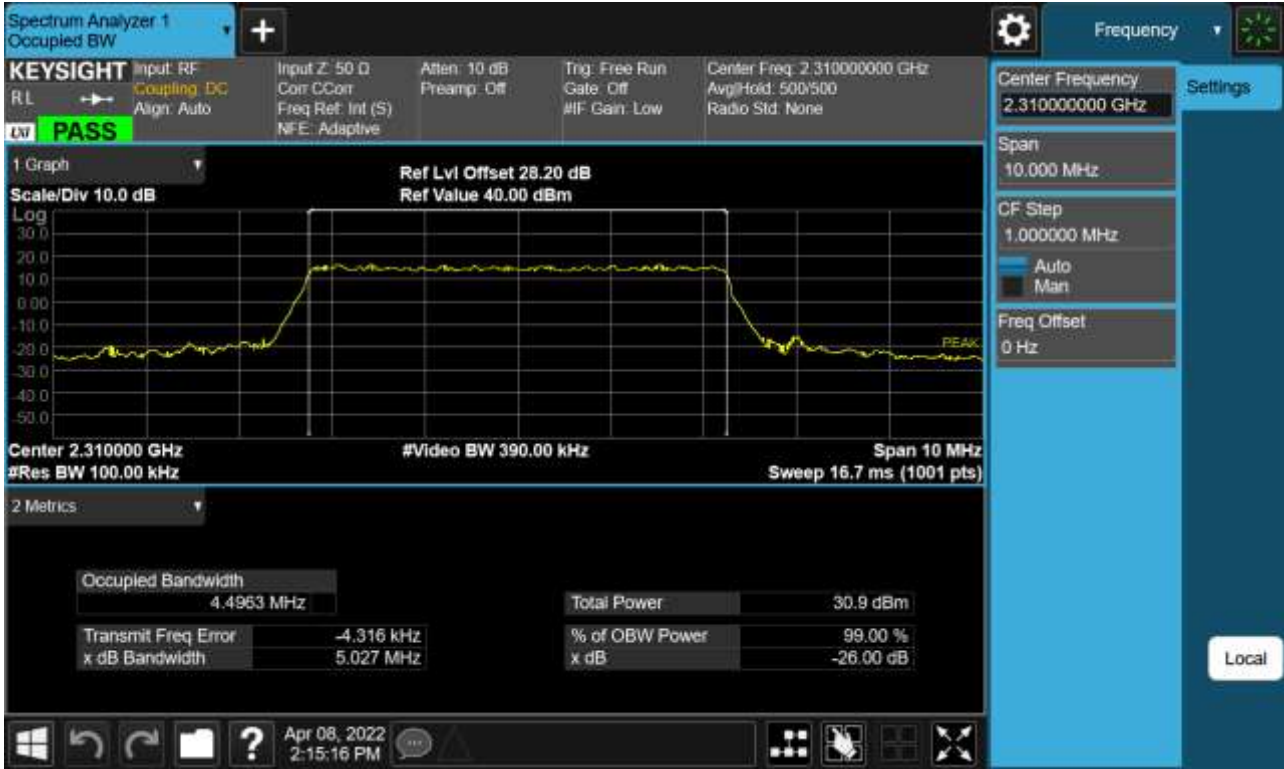 Spectrum Analyzer 1
Occupied BW
+
Frequency
KEYSIGHT
RL
LXI
PASS
Input: RF
Coupling: DC
Align: Auto
Input Z: 50 Ω
Corr CCorr
Freq Ref: Int (S)
NFE: Adaptive
Atten: 10 dB
Preamp: Off
Trig: Free Run
Gate: Off
#IF Gain: Low
Center Freq: 2.310000000 GHz
Avg|Hold: 500/500
Radio Std: None
1 Graph
Scale/Div 10.0 dB
Ref Lvl Offset 28.20 dB
Ref Value 40.00 dBm
Log
30.0
20.0
10.0
0.00
-10.0
-20.0
-30.0
-40.0
-50.0
PEAK
Center 2.310000 GHz
#Video BW 390.00 kHz
Span 10 MHz
#Res BW 100.00 kHz
Sweep 16.7 ms (1001 pts)
2 Metrics
Occupied Bandwidth
4.4963 MHz
Total Power 30.9 dBm
Transmit Freq Error -4.316 kHz
% of OBW Power 99.00 %
x dB Bandwidth 5.027 MHz
x dB -26.00 dB
Center Frequency
2.310000000 GHz
Settings
Span
10.000 MHz
CF Step
1.000000 MHz
Auto
Man
Freq Offset
0 Hz
Local
?
Apr 08, 2022
2:15:16 PM